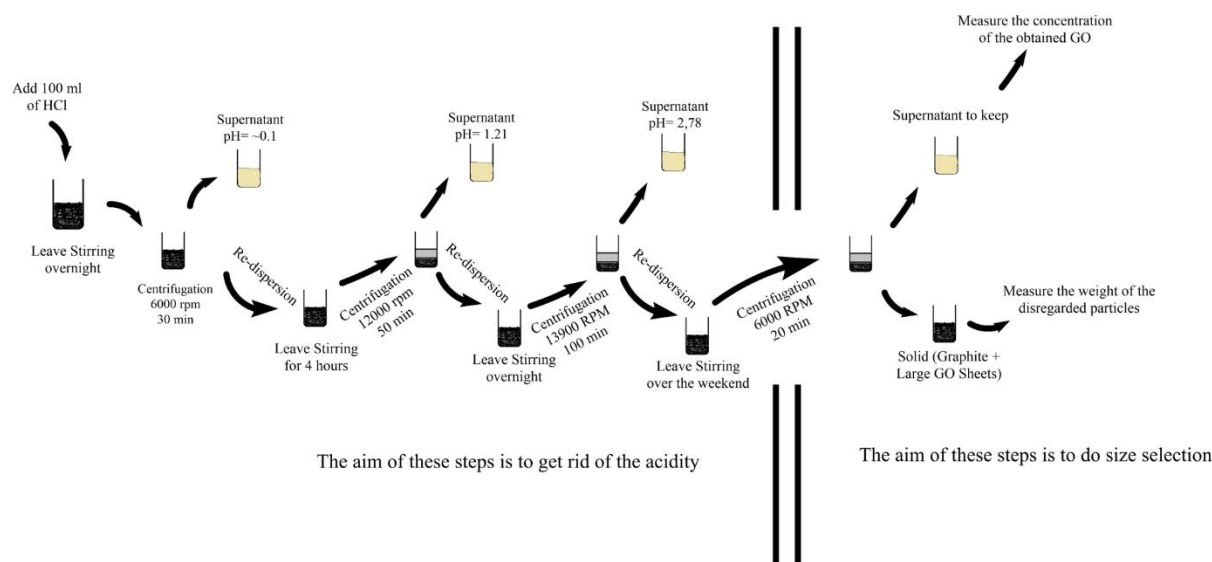 Add 100 ml
of HCl
Leave Stirring
overnight
Centrifugation
6000 rpm
30 min
Supernatant
pH= ~0.1
Re-dispersion
Leave Stirring
for 4 hours
Centrifugation
12000 rpm
50 min
Supernatant
pH= 1.21
Re-dispersion
Leave Stirring
overnight
Centrifugation
13900 RPM
100 min
Supernatant
pH= 2,78
Re-dispersion
Leave Stirring
over the weekend
Centrifugation
6000 RPM
20 min
Supernatant to keep
Measure the concentration
of the obtained GO
Solid (Graphite +
Large GO Sheets)
Measure the weight of the
disregarded particles
The aim of these steps is to get rid of the acidity
The aim of these steps is to do size selection